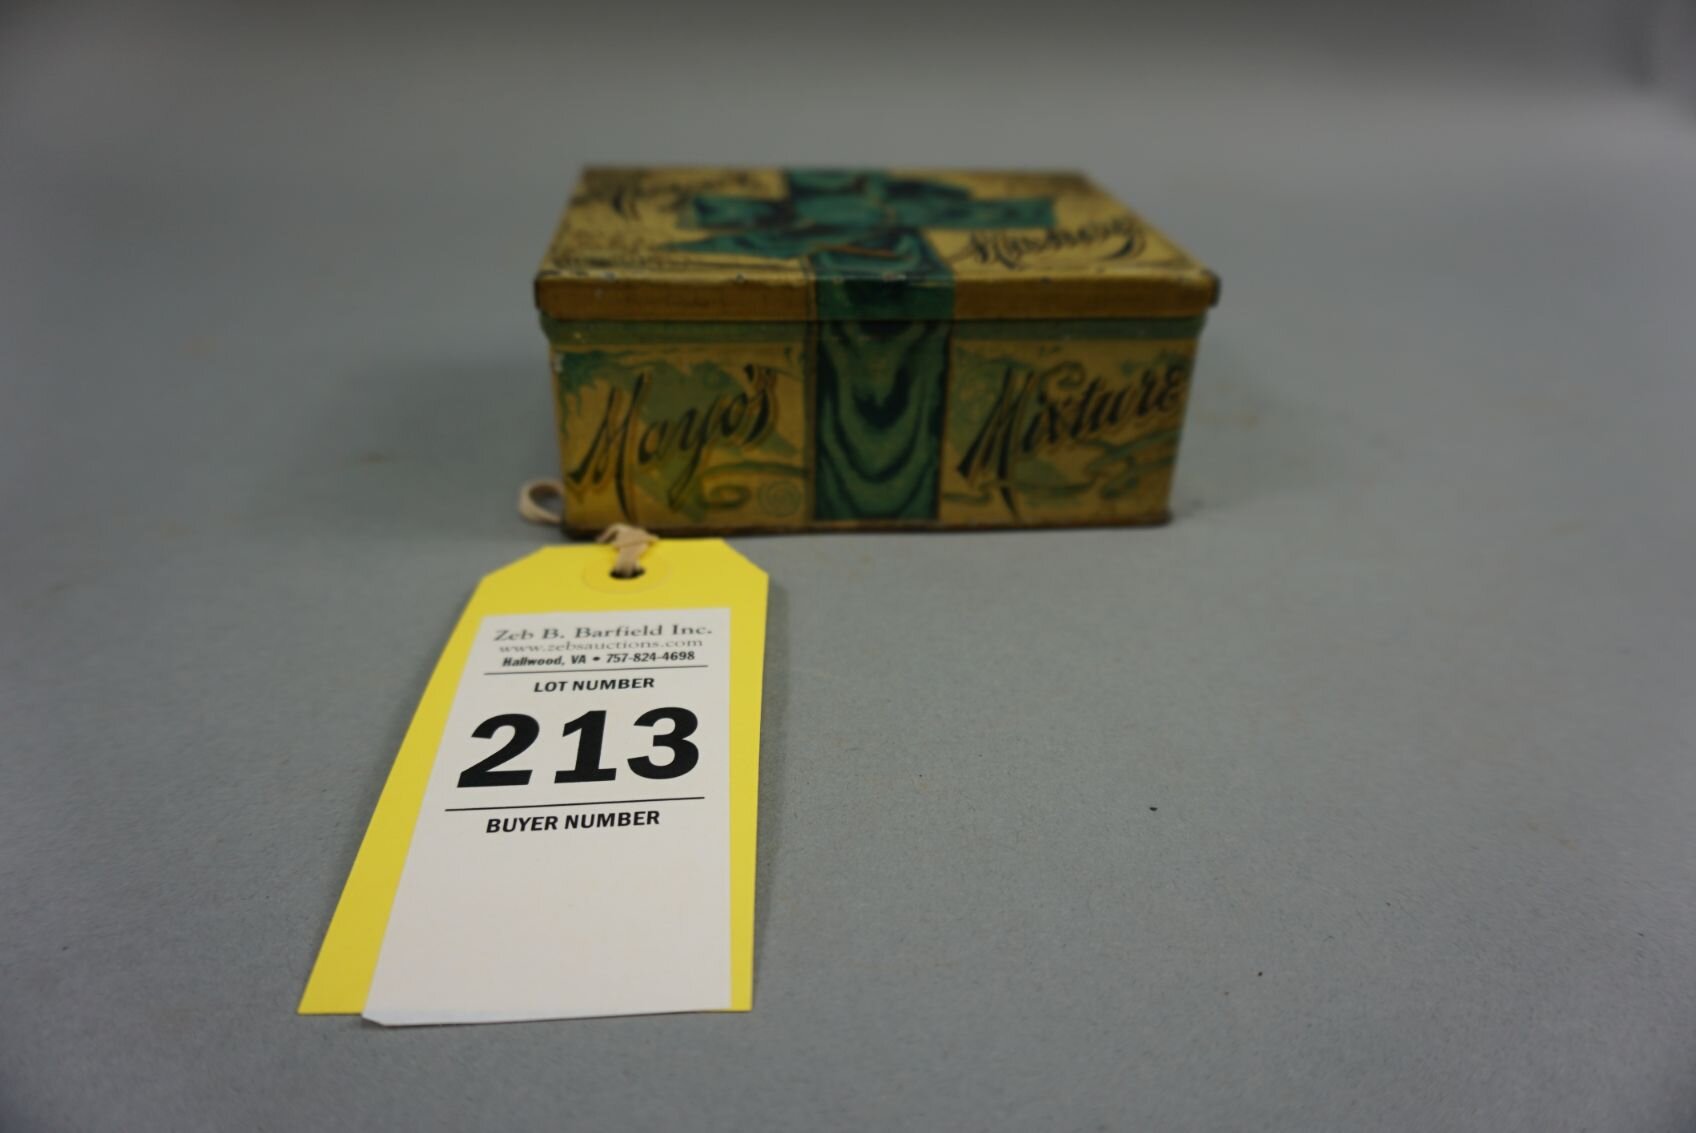 Mayo's Mixture
Zeb B. Barfield Inc.
www.zebsauctions.com
Hallwood, VA • 757-824-4698
LOT NUMBER
213
BUYER NUMBER